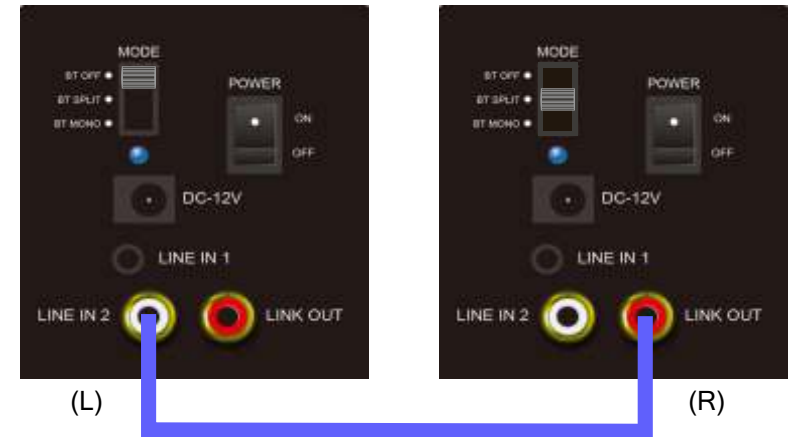 MODE
BT OFF
BT SPLIT
BT MONO
POWER
ON
OFF
DC-12V
LINE IN 1
LINE IN 2
LINK OUT
(L)
MODE
BT OFF
BT SPLIT
BT MONO
POWER
ON
OFF
DC-12V
LINE IN 1
LINE IN 2
LINK OUT
(R)